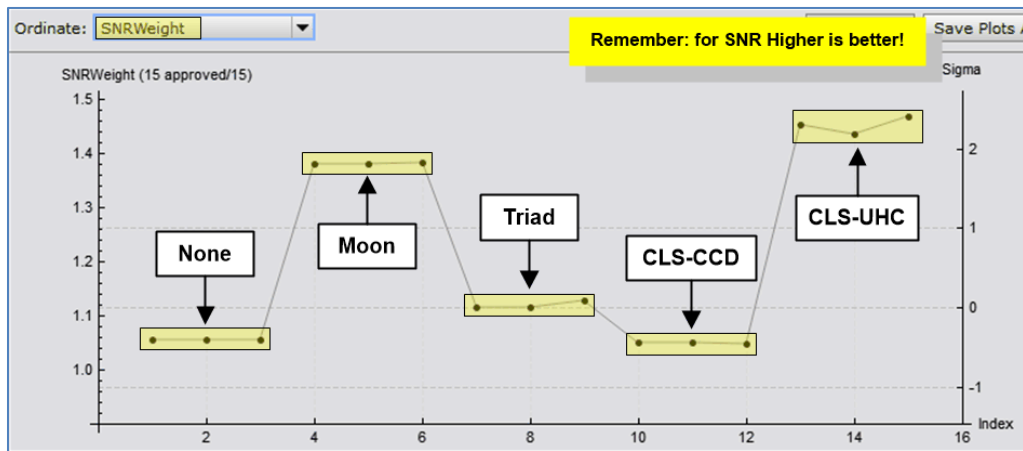 Ordinate: SNRWeight
Remember: for SNR Higher is better!
Save Plots
SNRWeight (15 approved/15)
Sigma
1.5
1.4
1.3
1.2
1.1
1.0
2
1
0
-1
None
Moon
Triad
CLS-CCD
CLS-UHC
Index
2
4
6
8
10
12
14
16